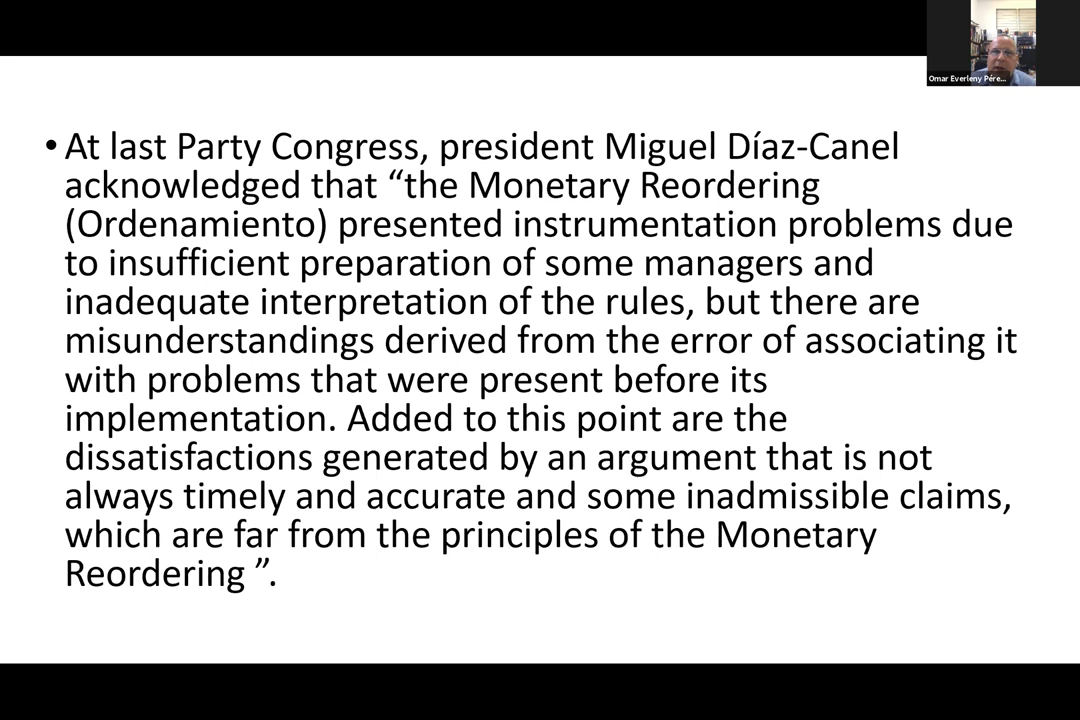 Omar Everleny Pére...
• At last Party Congress, president Miguel Díaz-Canel
acknowledged that “the Monetary Reordering
(Ordenamiento) presented instrumentation problems due
to insufficient preparation of some managers and
inadequate interpretation of the rules, but there are
misunderstandings derived from the error of associating it
with problems that were present before its
implementation. Added to this point are the
dissatisfactions generated by an argument that is not
always timely and accurate and some inadmissible claims,
which are far from the principles of the Monetary
Reordering ”.